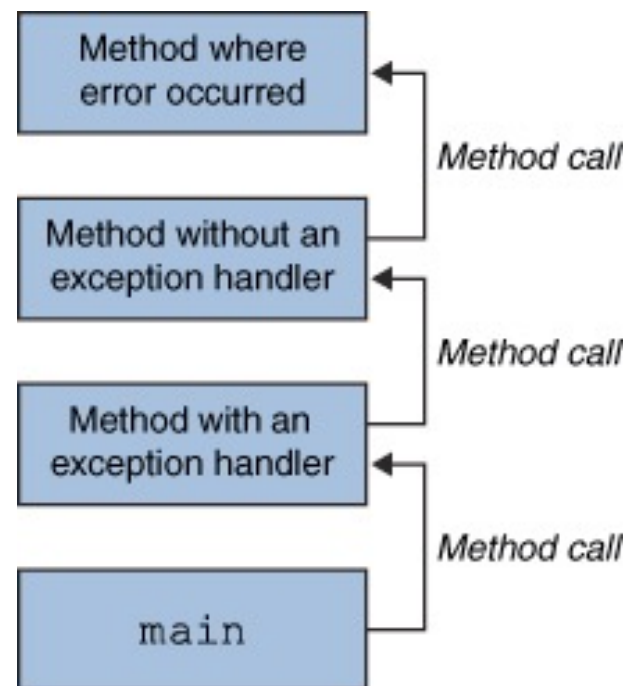 Method where
error occurred
Method call
Method without an
exception handler
Method call
Method with an
exception handler
Method call
main